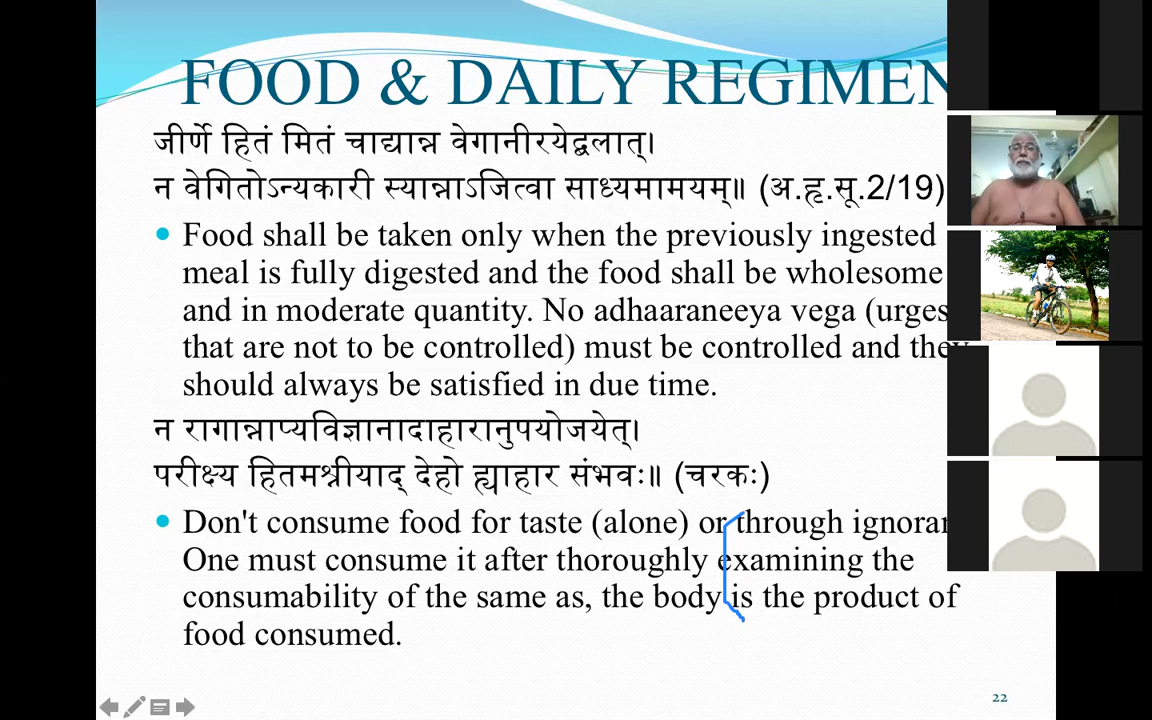 FOOD & DAILY REGIMEN
जीर्णे हितं मितं चाद्यान्न वेगानीरयेद्बलात्।
न वेगितोऽन्यकारी स्यान्नाऽजित्वा साध्यमामयम्॥ (अ.हृ.सू.2/19)
• Food shall be taken only when the previously ingested
meal is fully digested and the food shall be wholesome
and in moderate quantity. No adhaaraneeya vega (urges
that are not to be controlled) must be controlled and they
should always be satisfied in due time.
न रागान्नाप्यविज्ञानादाहारानुपयोजयेत्।
परीक्ष्य हितमश्नीयाद् देहो ह्याहार संभवः॥ (चरकः)
• Don't consume food for taste (alone) or through
One must consume it after thoroughly examining the
consumability of the same as, the body is the product of
food consumed.
22